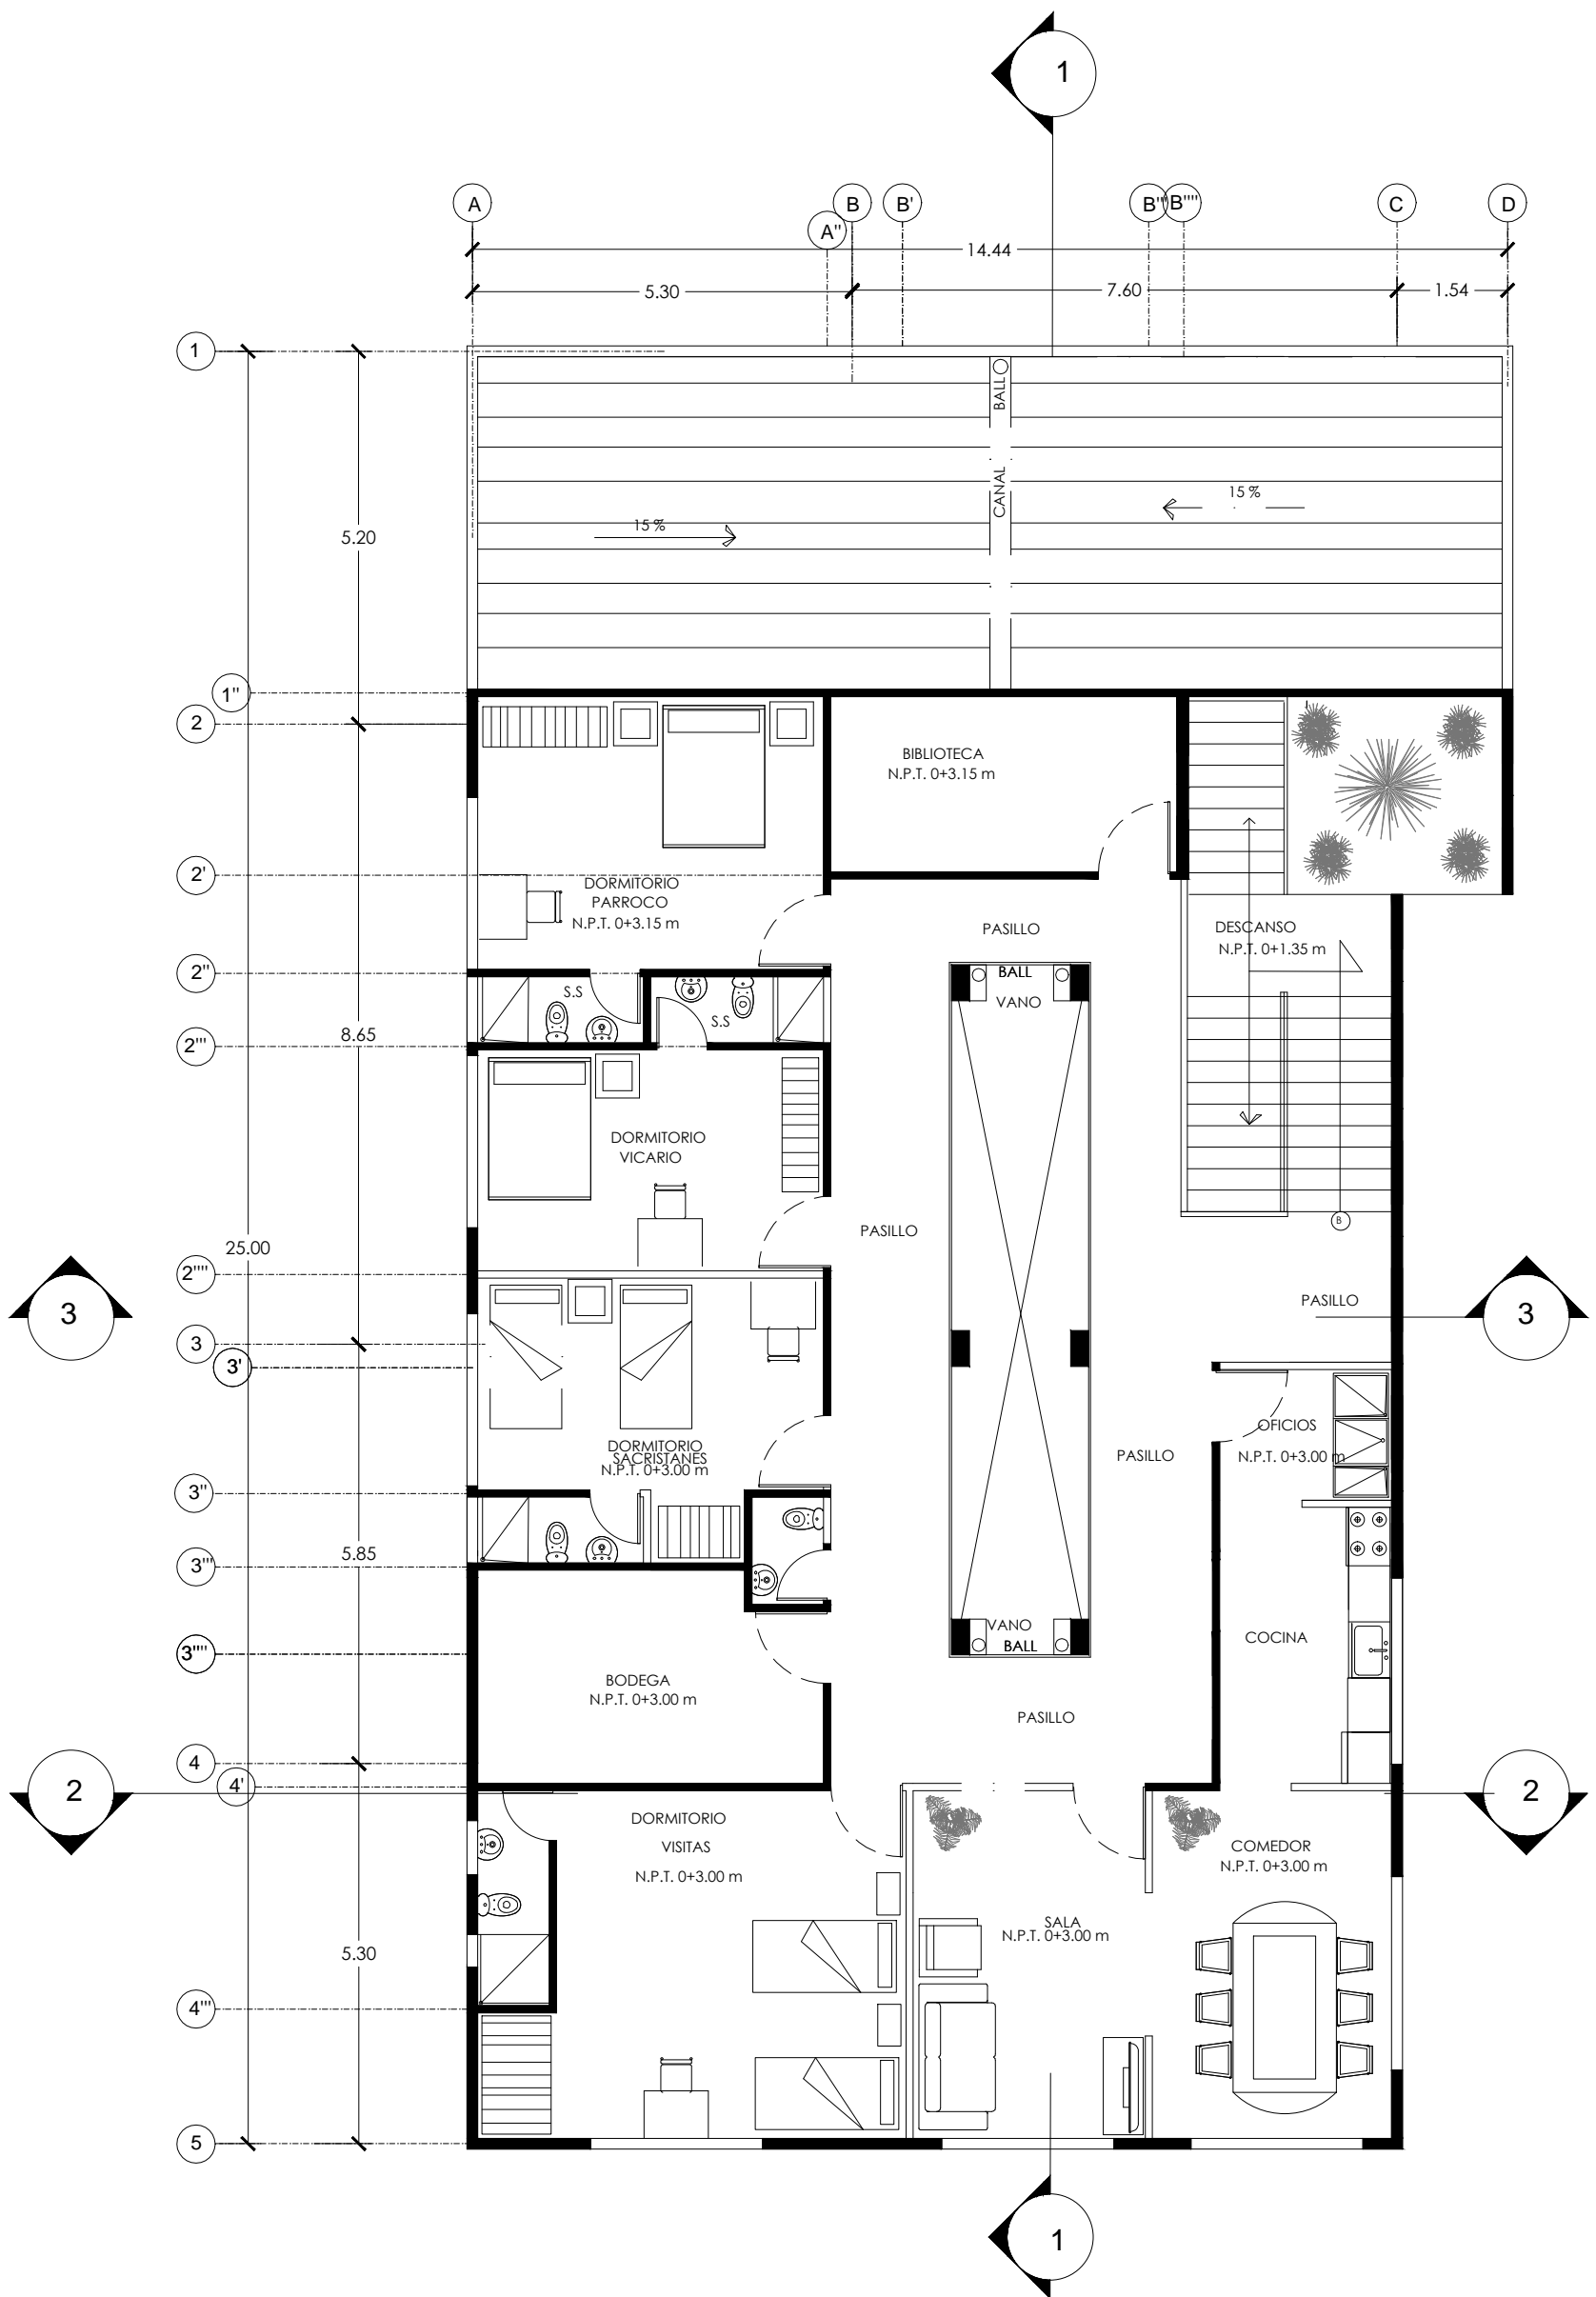 1
A
A"
B
B'
B"'
B""
C
D
14.44
5.30
7.60
1.54
1
BALL
CANAL
15 %
15 %
5.20
1"
2
BIBLIOTECA
N.P.T. 0+3.15 m
2'
DORMITORIO
PARROCO
N.P.T. 0+3.15 m
PASILLO
DESCANSO
N.P.T. 0+1.35 m
2"
BALL
VANO
S.S
S.S
2"'
8.65
DORMITORIO
VICARIO
PASILLO
B
25.00
2""
3
PASILLO
3
3
3'
OFICIOS
N.P.T. 0+3.00 m
DORMITORIO
SACRISTANES
N.P.T. 0+3.00 m
PASILLO
3"
5.85
3"'
VANO
BALL
COCINA
3""
BODEGA
N.P.T. 0+3.00 m
PASILLO
4
4'
2
2
DORMITORIO
VISITAS
N.P.T. 0+3.00 m
COMEDOR
N.P.T. 0+3.00 m
SALA
N.P.T. 0+3.00 m
5.30
4"'
5
1